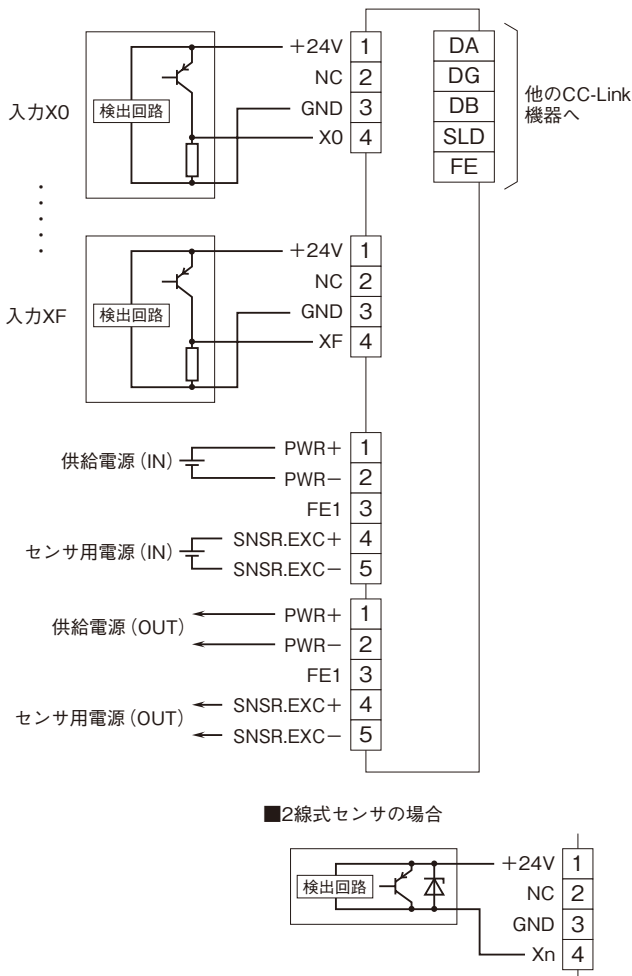 入力X0
検出回路
+24V 1
NC 2
GND 3
X0 4
DA
DG
DB
SLD
FE
他のCC-Link
機器へ
入力XF
検出回路
+24V 1
NC 2
GND 3
XF 4
供給電源（IN）
PWR+ 1
PWR− 2
FE1 3
センサ用電源（IN）
SNSR.EXC+ 4
SNSR.EXC− 5
供給電源（OUT）
PWR+ 1
PWR− 2
FE1 3
センサ用電源（OUT）
SNSR.EXC+ 4
SNSR.EXC− 5
■2線式センサの場合
検出回路
+24V 1
NC 2
GND 3
Xn 4